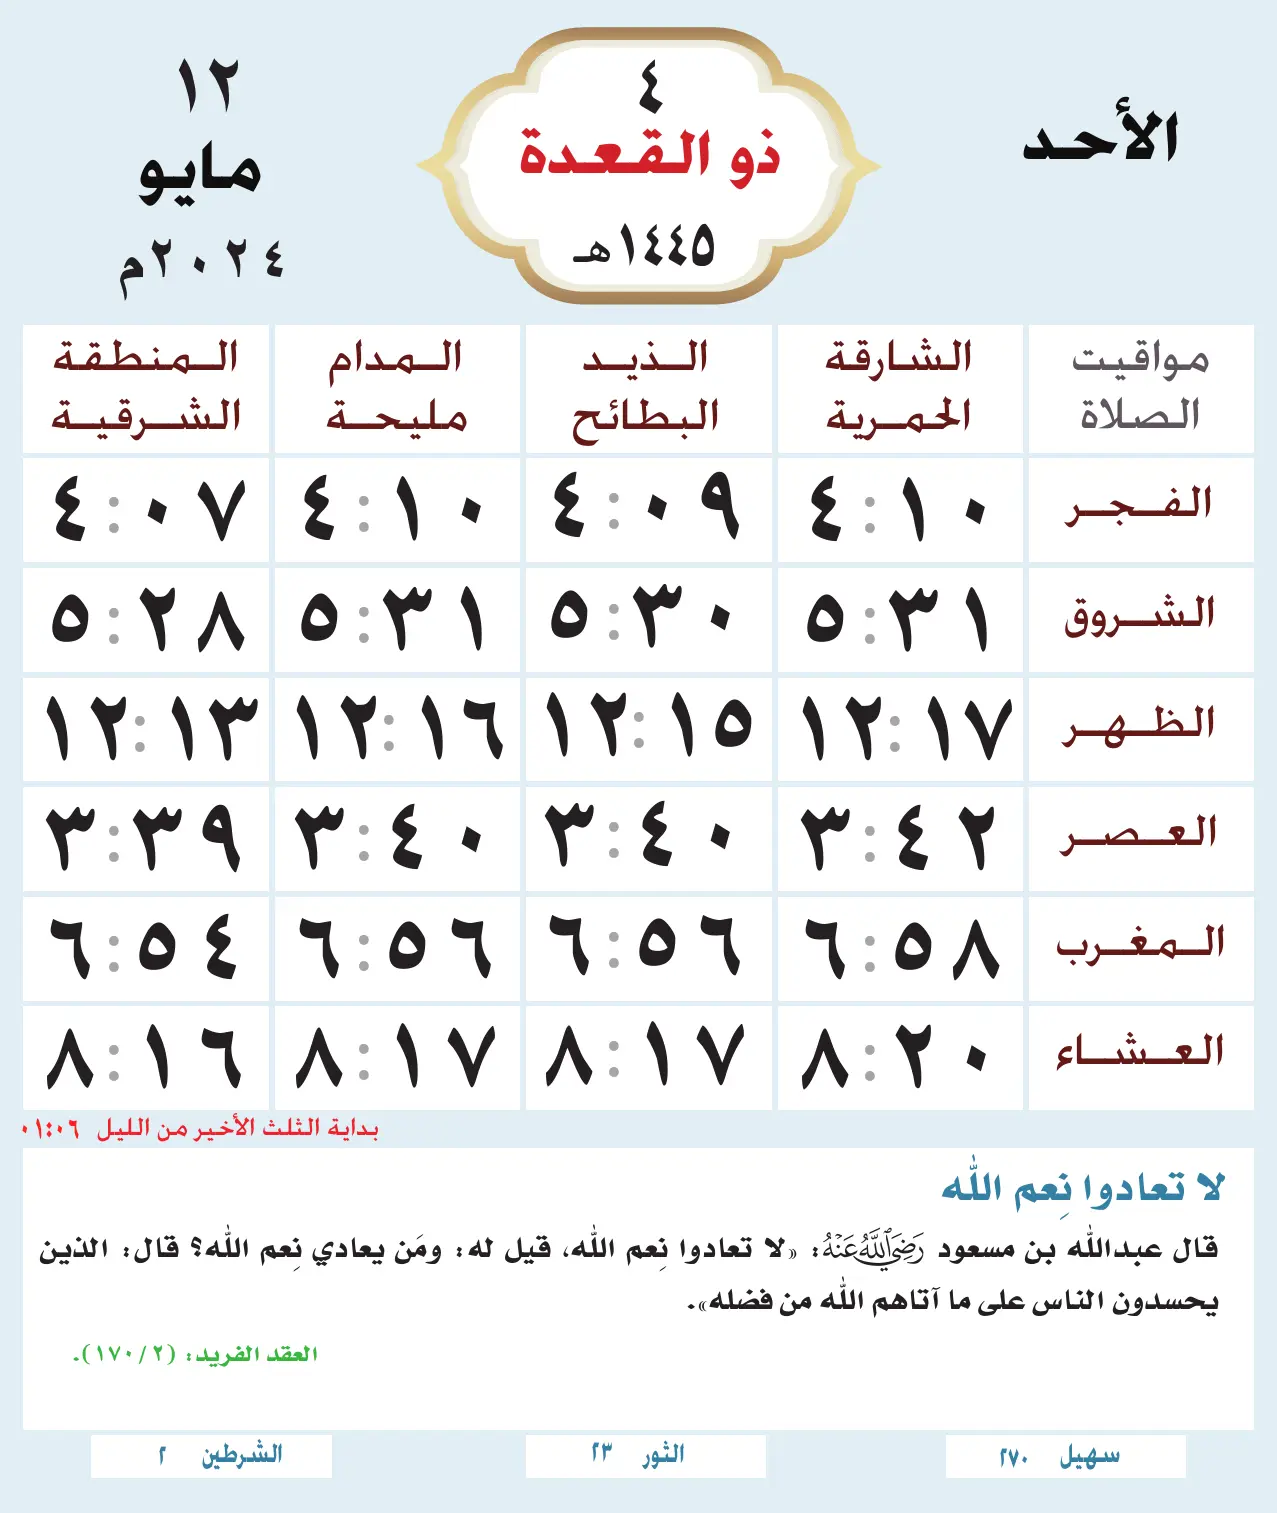 الأحد
٤
ذو القعدة
١٤٤٥هـ
١٢
مايو
٢٠٢٤م
مواقيت الصلاة
الشارقة الحمرية
الذيد البطائح
المدام مليحة
المنطقة الشرقية
الفجر ٤:١٠ ٤:٠٩ ٤:١٠ ٤:٠٧
الشروق ٥:٣١ ٥:٣٠ ٥:٣١ ٥:٢٨
الظهر ١٢:١٧ ١٢:١٥ ١٢:١٦ ١٢:١٣
العصر ٣:٤٢ ٣:٤٠ ٣:٤٠ ٣:٣٩
المغرب ٦:٥٨ ٦:٥٦ ٦:٥٦ ٦:٥٤
العشاء ٨:٢٠ ٨:١٧ ٨:١٧ ٨:١٦
بداية الثلث الأخير من الليل ٠١:٠٦
لا تعادوا نِعم الله
قال عبدالله بن مسعود رَضِيَ ٱللَّهُ عَنْهُ: «لا تعادوا نِعم الله، قيل له: ومَن يعادي نِعم الله؟ قال: الذين
يحسدون الناس على ما آتاهم الله من فضله».
العقد الفريد: (٢/١٧٠).
سهيل ٢٧٠
الثور ٢٣
الشرطين ٢